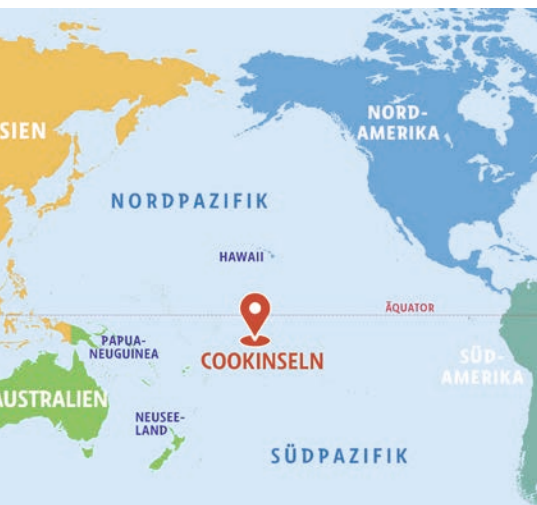 NORD-
AMERIKA
SIEN
NORDPAZIFIK
HAWAII
ÄQUATOR
PAPUA-
NEUGUINEA
COOKINSELN
SÜD-
AMERIKA
AUSTRALIEN
NEUSEE-
LAND
SÜDPAZIFIK